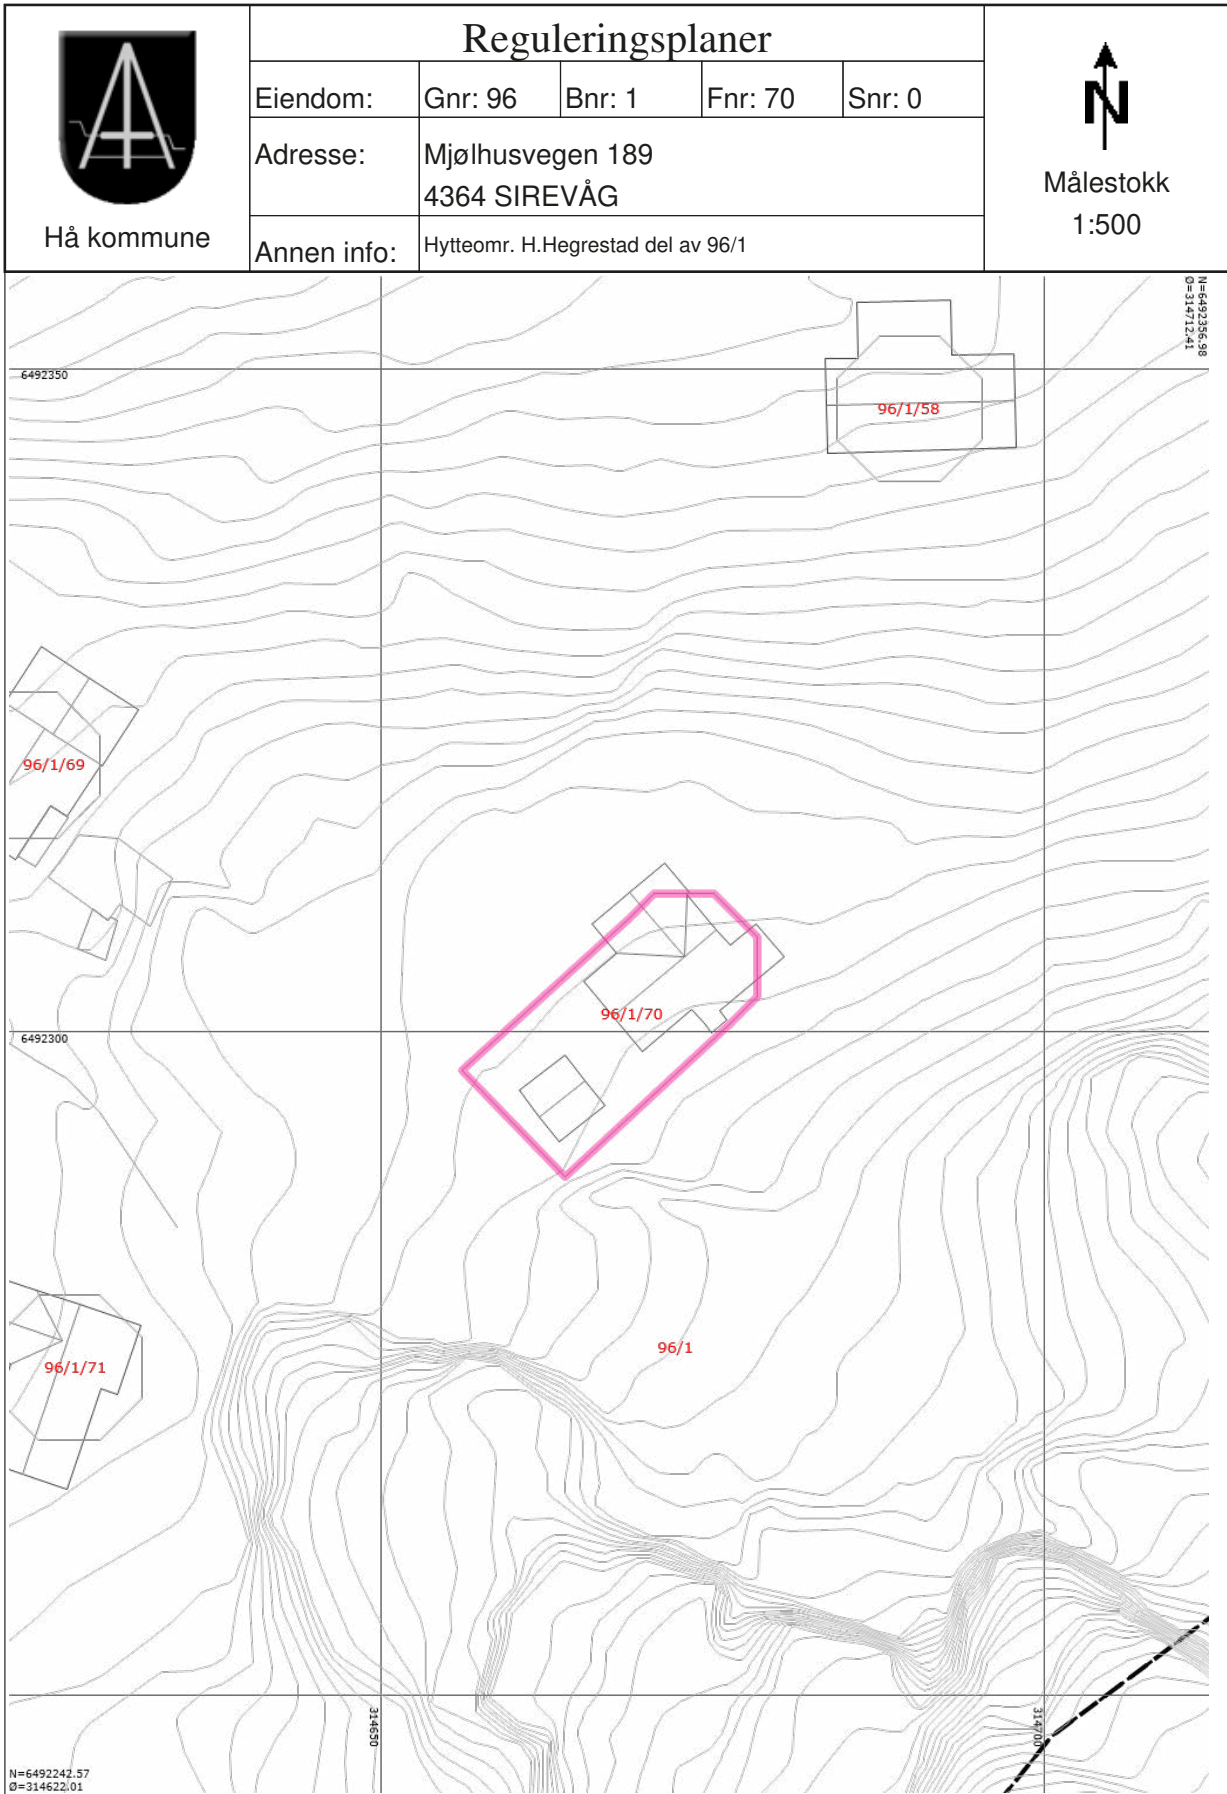 Reguleringsplaner
Eiendom: Gnr: 96 Bnr: 1 Fnr: 70 Snr: 0
Adresse: Mjølhusvegen 189
4364 SIREVÅG
Annen info: Hytteomr. H.Hegrestad del av 96/1
Hå kommune
N
Målestokk
1:500
N=6492356.98
Ø=314712.41
6492350
96/1/58
96/1/69
96/1/70
6492300
96/1
96/1/71
314650
314700
N=6492242.57
Ø=314622.01